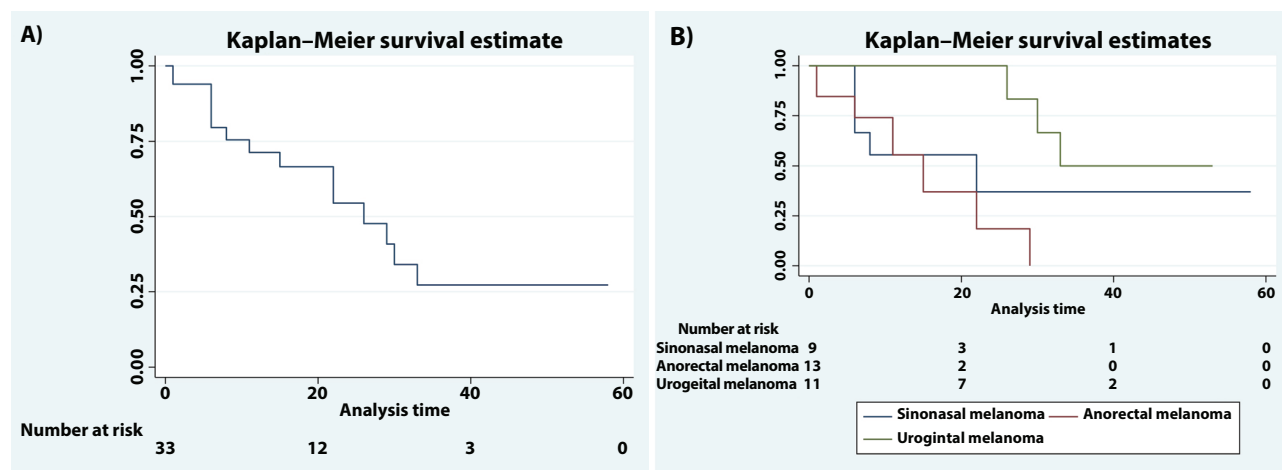 A)
Kaplan–Meier survival estimate
1.00
0.75
0.50
0.25
0.00
0 20 40 60
Analysis time
Number at risk
33 12 3 0
B)
Kaplan–Meier survival estimates
1.00
0.75
0.50
0.25
0.00
0 20 40 60
Analysis time
Number at risk
Sinonasal melanoma 9 3 1 0
Anorectal melanoma 13 2 0 0
Urogeital melanoma 11 7 2 0
Sinonasal melanoma Anorectal melanoma
Urogintal melanoma